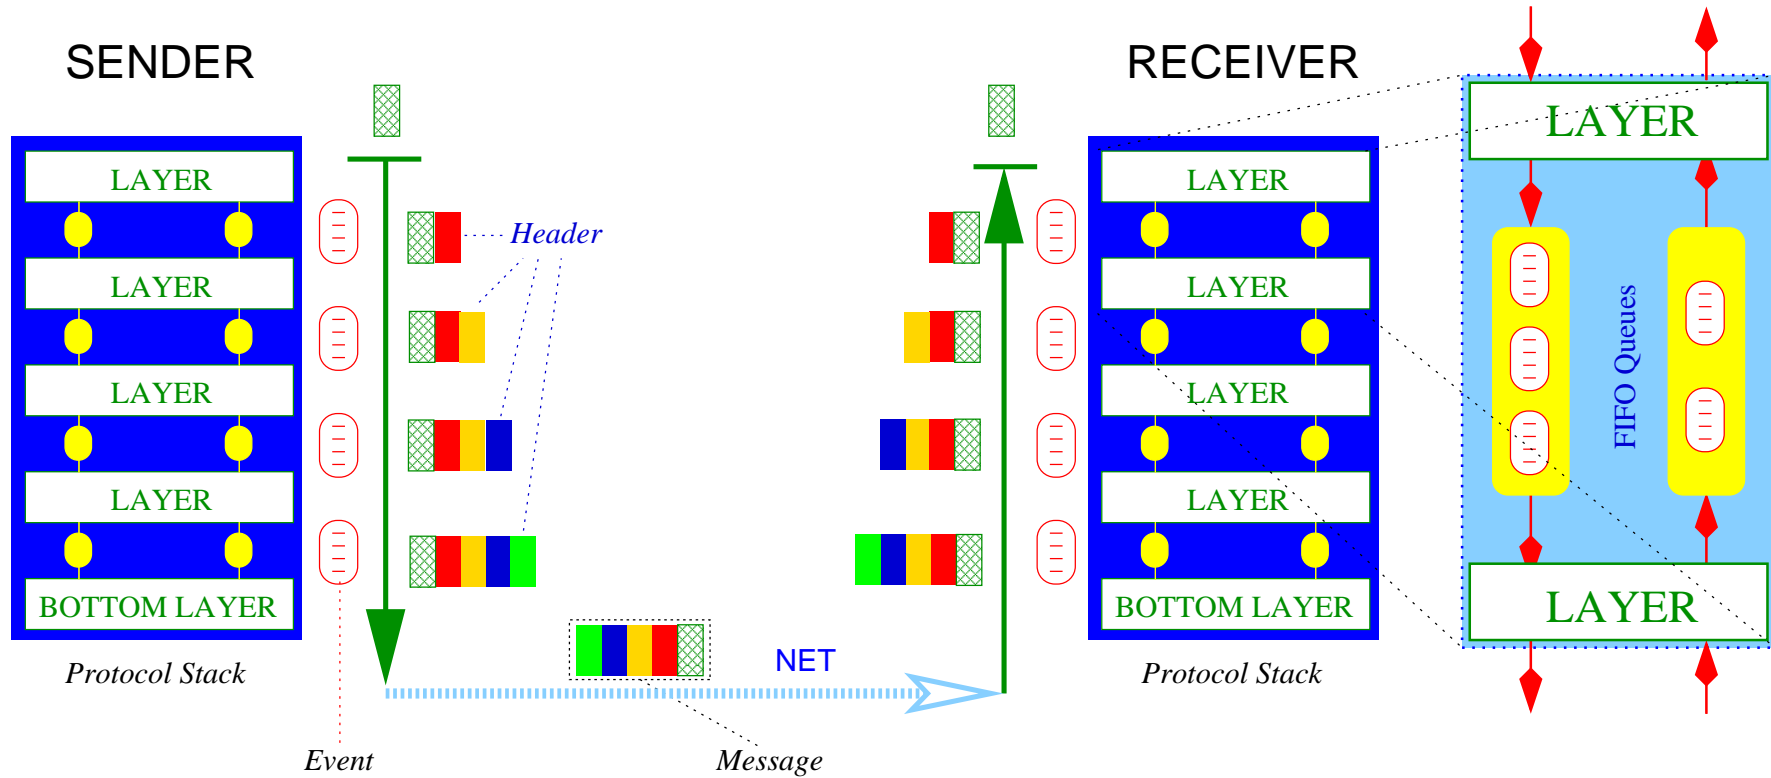 SENDER
RECEIVER
LAYER
LAYER
LAYER
LAYER
BOTTOM LAYER
Protocol Stack
Header
Event
Message
NET
LAYER
LAYER
LAYER
LAYER
BOTTOM LAYER
Protocol Stack
LAYER
FIFO Queues
LAYER